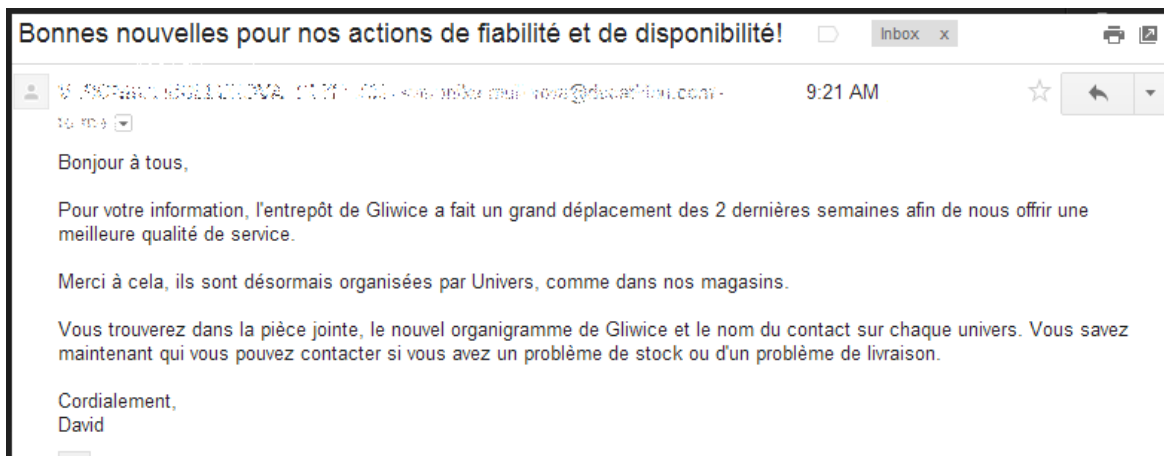 Bonnes nouvelles pour nos actions de fiabilité et de disponibilité!
Inbox x
9:21 AM
to me
Bonjour à tous,
Pour votre information, l'entrepôt de Gliwice a fait un grand déplacement des 2 dernières semaines afin de nous offrir une
meilleure qualité de service.
Merci à cela, ils sont désormais organisées par Univers, comme dans nos magasins.
Vous trouverez dans la pièce jointe, le nouvel organigramme de Gliwice et le nom du contact sur chaque univers. Vous savez
maintenant qui vous pouvez contacter si vous avez un problème de stock ou d'un problème de livraison.
Cordialement,
David